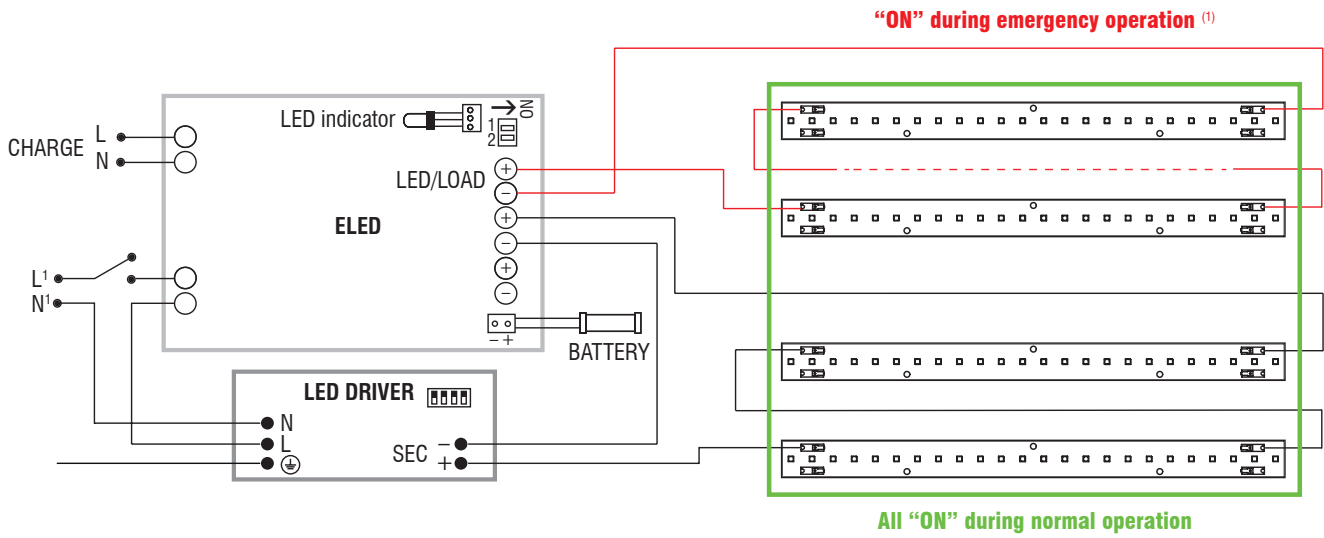 “ON” during emergency operation (1)
LED indicator
ON
1
2
CHARGE
L
N
LED/LOAD
+
−
+
−
+
−
ELED
L1
N1
− +
BATTERY
LED DRIVER
N
L
SEC
−
+
All “ON” during normal operation